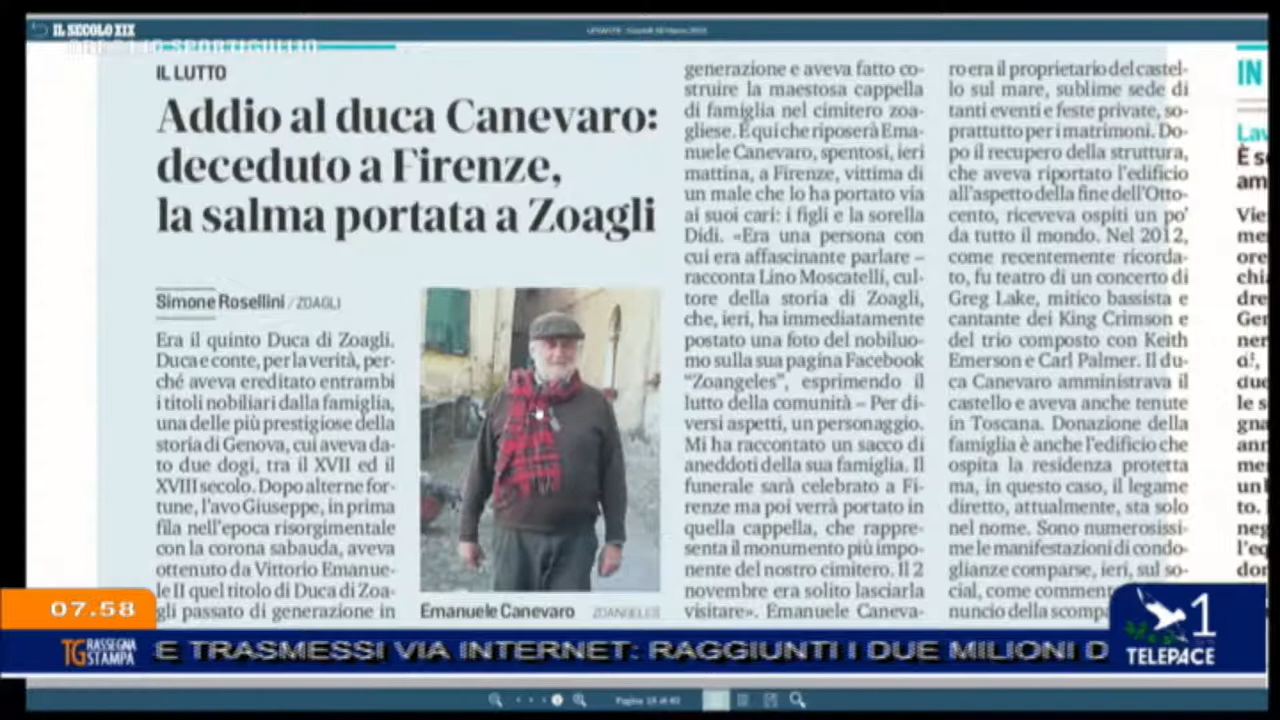 IL SECOLO XIX
IL LUTTO
Addio al duca Canevaro:
deceduto a Firenze,
la salma portata a Zoagli
Simone Rosellini / ZOAGLI
Era il quinto Duca di Zoagli.
Duca e conte, per la verità, per-
ché aveva ereditato entrambi
i titoli nobiliari dalla famiglia,
una delle più prestigiose della
storia di Genova, cui aveva da-
to due dogi, tra il XVII ed il
XVIII secolo. Dopo alterne for-
tune, l'avo Giuseppe, in prima
fila nell'epoca risorgimentale
con la corona sabauda, aveva
ottenuto da Vittorio Emanue-
le II quel titolo di Duca di Zoa-
gli passato di generazione in
Emanuele Canevaro ZOANGELES
generazione e aveva fatto co-
struire la maestosa cappella
di famiglia nel cimitero zoa-
gliese. È qui che riposerà Ema-
nuele Canevaro, spentosi, ieri
mattina, a Firenze, vittima di
un male che lo ha portato via
ai suoi cari: i figli e la sorella
Didi. «Era una persona con
cui era affascinante parlare –
racconta Lino Moscatelli, cul-
tore della storia di Zoagli,
che, ieri, ha immediatamente
postato una foto del nobiluo-
mo sulla sua pagina Facebook
“Zoangeles”, esprimendo il
lutto della comunità – Per di-
versi aspetti, un personaggio.
Mi ha raccontato un sacco di
aneddoti della sua famiglia. Il
funerale sarà celebrato a Fi-
renze ma poi verrà portato in
quella cappella, che rappre-
senta il monumento più impo-
nente del nostro cimitero. Il 2
novembre era solito lasciarla
visitare». Emanuele Caneva-
ro era il proprietario del castel-
lo sul mare, sublime sede di
tanti eventi e feste private, so-
prattutto per i matrimoni. Do-
po il recupero della struttura,
che aveva riportato l'edificio
all'aspetto della fine dell'Otto-
cento, riceveva ospiti un po'
da tutto il mondo. Nel 2012,
come recentemente ricorda-
to, fu teatro di un concerto di
Greg Lake, mitico bassista e
cantante dei King Crimson e
del trio composto con Keith
Emerson e Carl Palmer. Il du-
ca Canevaro amministrava il
castello e aveva anche tenute
in Toscana. Donazione della
famiglia è anche l'edificio che
ospita la residenza protetta
ma, in questo caso, il legame
diretto, attualmente, sta solo
nel nome. Sono numerosissi-
me le manifestazioni di condo-
glianze comparse, ieri, sul so-
cial, come comment
nuncio della scompa
IN
07.58
TG RASSEGNA STAMPA
E TRASMESSI VIA INTERNET: RAGGIUNTI I DUE MILIONI D
1
TELEPACE